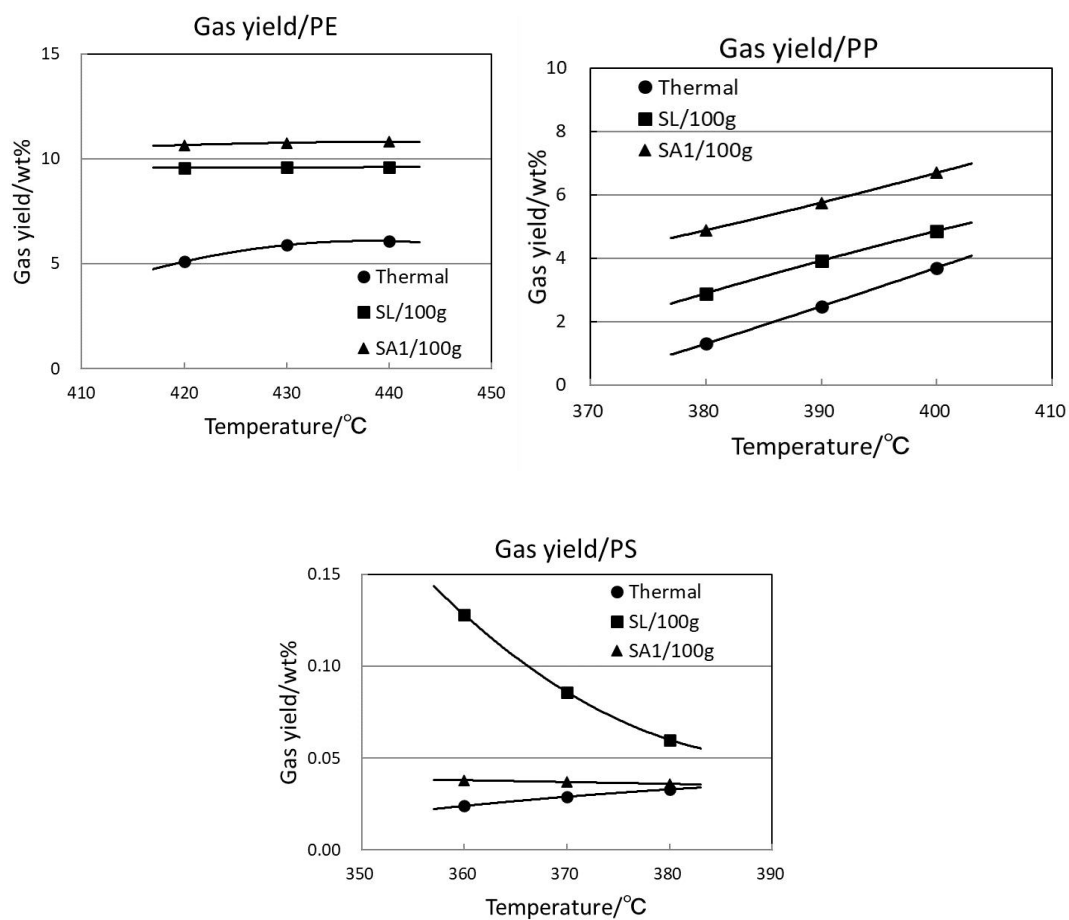 Gas yield/PE
15
10
5
0
Gas yield/wt%
Thermal
SL/100g
SA1/100g
410
420
430
440
450
Temperature/℃
Gas yield/PP
10
8
6
4
2
0
Gas yield/wt%
Thermal
SL/100g
SA1/100g
370
380
390
400
410
Temperature/℃
Gas yield/PS
0.15
0.10
0.05
0.00
Gas yield/wt%
Thermal
SL/100g
SA1/100g
350
360
370
380
390
Temperature/℃